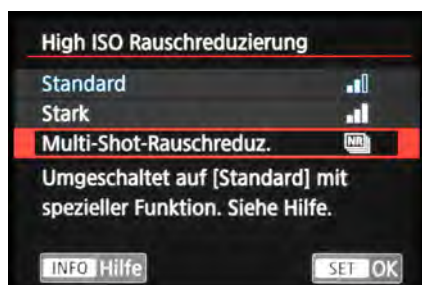 High ISO Rauschreduzierung
Standard
Stark
Multi-Shot-Rauschreduz. NR
Umgeschaltet auf [Standard] mit
spezieller Funktion. Siehe Hilfe.
INFO Hilfe SET OK